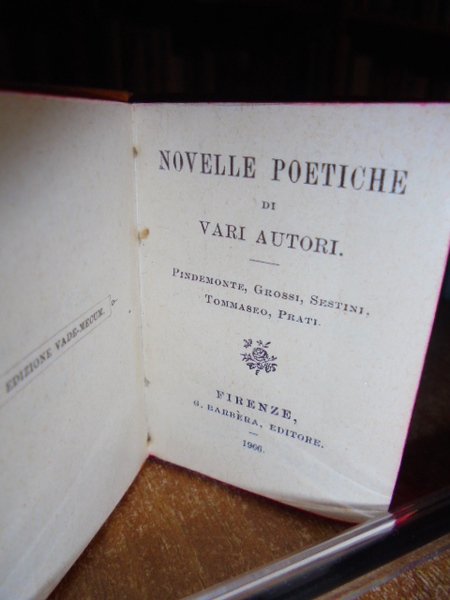 EDIZIONE VADE-MECUM.
NOVELLE POETICHE
DI
VARI AUTORI.
PINDEMONTE, GROSSI, SESTINI,
TOMMASEO, PRATI.
FIRENZE,
G. BARBÈRA, EDITORE.
1906.